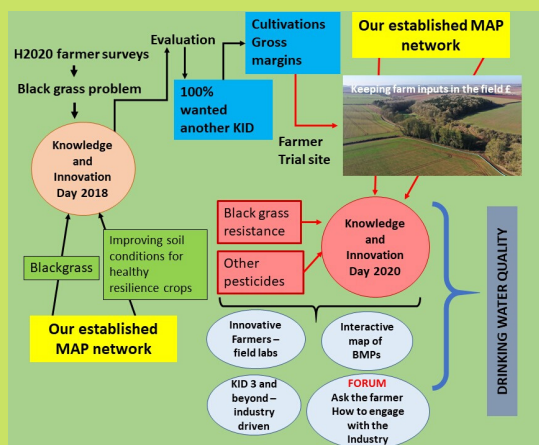 H2020 farmer surveys
Black grass problem
Knowledge
and
Innovation
Day 2018
Evaluation
100%
wanted
another KID
Cultivations
Gross
margins
Farmer
Trial site
Our established MAP
network
Keeping farm inputs in the field £
Blackgrass
Improving soil
conditions for
healthy
resilience crops
Our established
MAP network
Black grass
resistance
Other
pesticides
Knowledge
and
Innovation
Day 2020
DRINKING WATER QUALITY
Innovative
Farmers –
field labs
Interactive
map of
BMPs
KID 3 and
beyond –
industry
driven
FORUM
Ask the farmer
How to engage
with the
Industry